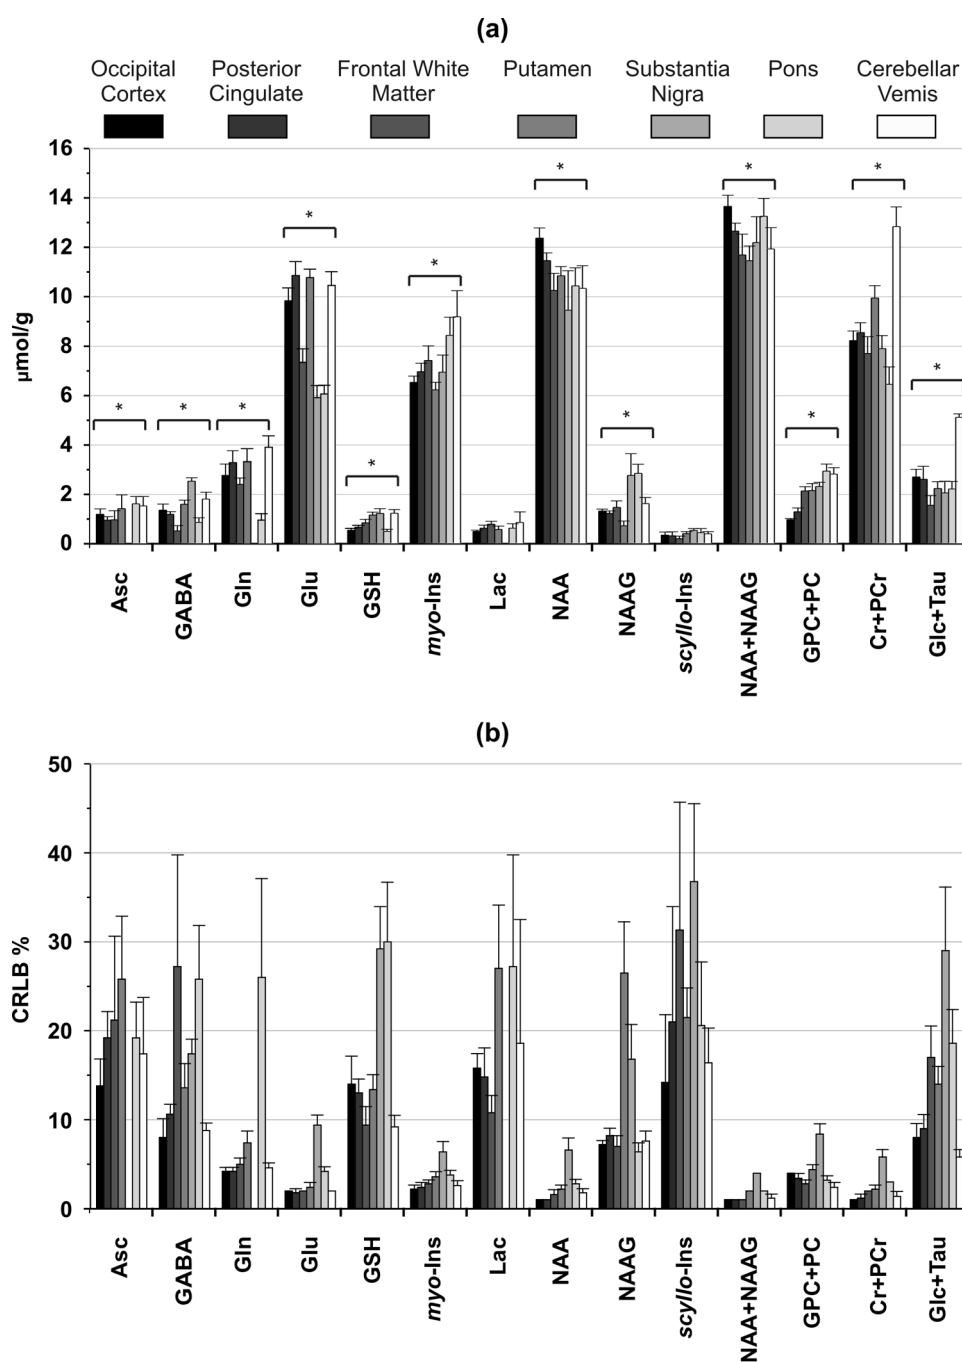 (a)
Occipital Cortex
Posterior Cingulate
Frontal White Matter
Putamen
Substantia Nigra
Pons
Cerebellar Vemis
16
14
12
10
8
6
4
2
0
µmol/g
* * * * * * * * * * * *
Asc
GABA
Gln
Glu
GSH
myo-Ins
Lac
NAA
NAAG
scyllo-Ins
NAA+NAAG
GPC+PC
Cr+PCr
Glc+Tau
(b)
50
40
30
20
10
0
CRLB %
Asc
GABA
Gln
Glu
GSH
myo-Ins
Lac
NAA
NAAG
scyllo-Ins
NAA+NAAG
GPC+PC
Cr+PCr
Glc+Tau